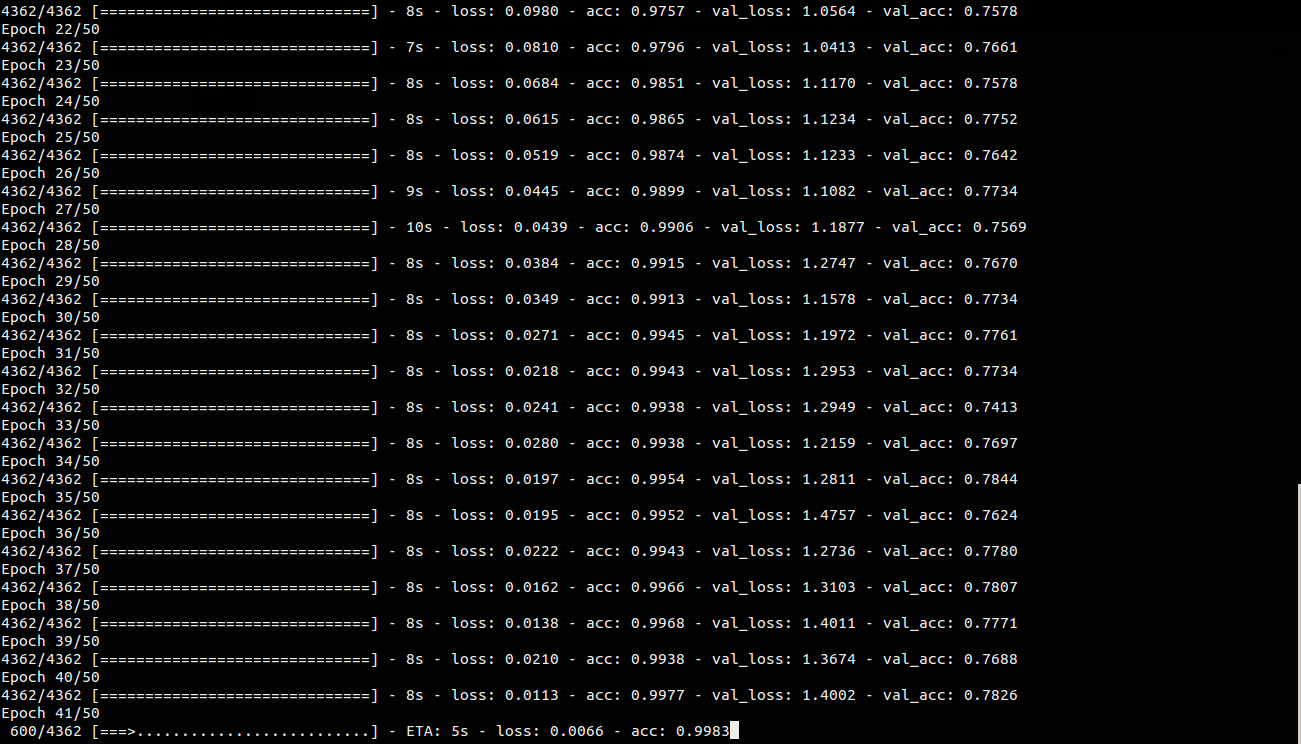 4362/4362 [==============================] - 8s - loss: 0.0980 - acc: 0.9757 - val_loss: 1.0564 - val_acc: 0.7578
Epoch 22/50
4362/4362 [==============================] - 7s - loss: 0.0810 - acc: 0.9796 - val_loss: 1.0413 - val_acc: 0.7661
Epoch 23/50
4362/4362 [==============================] - 8s - loss: 0.0684 - acc: 0.9851 - val_loss: 1.1170 - val_acc: 0.7578
Epoch 24/50
4362/4362 [==============================] - 8s - loss: 0.0615 - acc: 0.9865 - val_loss: 1.1234 - val_acc: 0.7752
Epoch 25/50
4362/4362 [==============================] - 8s - loss: 0.0519 - acc: 0.9874 - val_loss: 1.1233 - val_acc: 0.7642
Epoch 26/50
4362/4362 [==============================] - 9s - loss: 0.0445 - acc: 0.9899 - val_loss: 1.1082 - val_acc: 0.7734
Epoch 27/50
4362/4362 [==============================] - 10s - loss: 0.0439 - acc: 0.9906 - val_loss: 1.1877 - val_acc: 0.7569
Epoch 28/50
4362/4362 [==============================] - 8s - loss: 0.0384 - acc: 0.9915 - val_loss: 1.2747 - val_acc: 0.7670
Epoch 29/50
4362/4362 [==============================] - 8s - loss: 0.0349 - acc: 0.9913 - val_loss: 1.1578 - val_acc: 0.7734
Epoch 30/50
4362/4362 [==============================] - 8s - loss: 0.0271 - acc: 0.9945 - val_loss: 1.1972 - val_acc: 0.7761
Epoch 31/50
4362/4362 [==============================] - 8s - loss: 0.0218 - acc: 0.9943 - val_loss: 1.2953 - val_acc: 0.7734
Epoch 32/50
4362/4362 [==============================] - 8s - loss: 0.0241 - acc: 0.9938 - val_loss: 1.2949 - val_acc: 0.7413
Epoch 33/50
4362/4362 [==============================] - 8s - loss: 0.0280 - acc: 0.9938 - val_loss: 1.2159 - val_acc: 0.7697
Epoch 34/50
4362/4362 [==============================] - 8s - loss: 0.0197 - acc: 0.9954 - val_loss: 1.2811 - val_acc: 0.7844
Epoch 35/50
4362/4362 [==============================] - 8s - loss: 0.0195 - acc: 0.9952 - val_loss: 1.4757 - val_acc: 0.7624
Epoch 36/50
4362/4362 [==============================] - 8s - loss: 0.0222 - acc: 0.9943 - val_loss: 1.2736 - val_acc: 0.7780
Epoch 37/50
4362/4362 [==============================] - 8s - loss: 0.0162 - acc: 0.9966 - val_loss: 1.3103 - val_acc: 0.7807
Epoch 38/50
4362/4362 [==============================] - 8s - loss: 0.0138 - acc: 0.9968 - val_loss: 1.4011 - val_acc: 0.7771
Epoch 39/50
4362/4362 [==============================] - 8s - loss: 0.0210 - acc: 0.9938 - val_loss: 1.3674 - val_acc: 0.7688
Epoch 40/50
4362/4362 [==============================] - 8s - loss: 0.0113 - acc: 0.9977 - val_loss: 1.4002 - val_acc: 0.7826
Epoch 41/50
 600/4362 [===>..........................] - ETA: 5s - loss: 0.0066 - acc: 0.9983